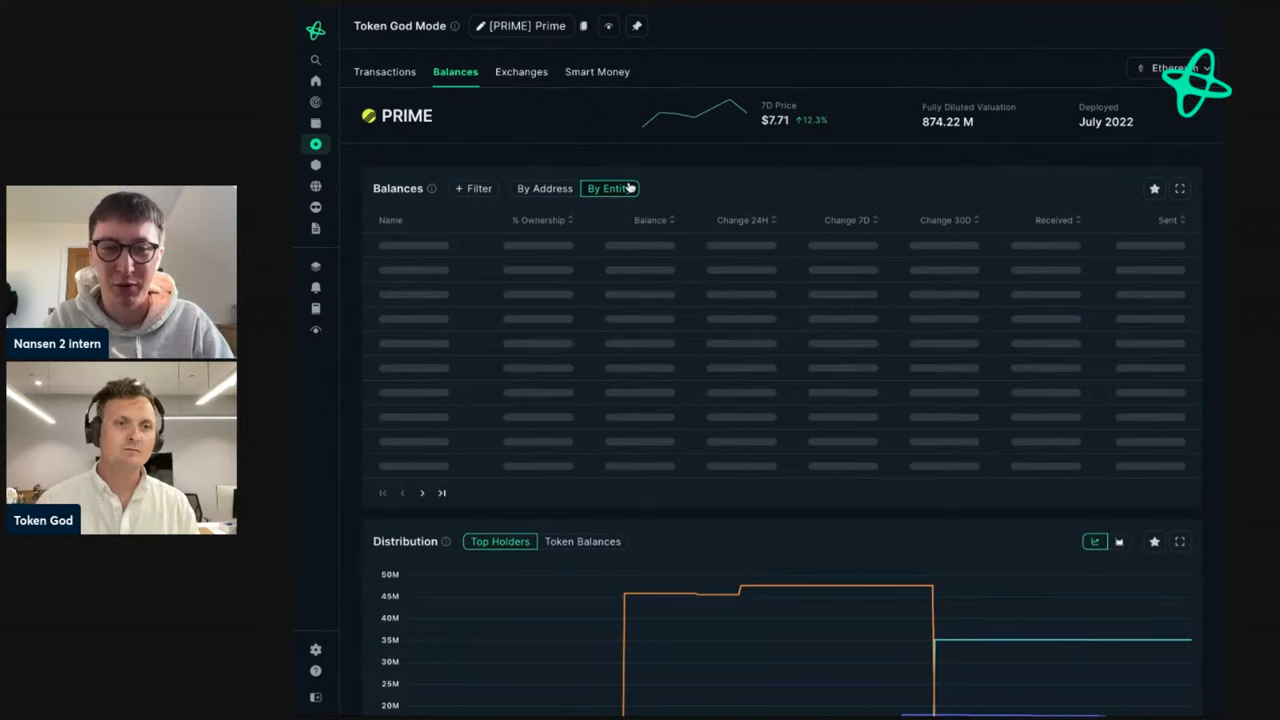 Token God Mode
[PRIME] Prime
Transactions
Balances
Exchanges
Smart Money
PRIME
7D Price
$7.71
↑12.3%
Fully Diluted Valuation
874.22 M
Deployed
July 2022
Balances
+ Filter
By Address
By Entity
Name
% Ownership
Balance
Change 24H
Change 7D
Change 30D
Received
Sent
Nansen 2 Intern
Token God
Distribution
Top Holders
Token Balances
50M
45M
40M
35M
30M
25M
20M